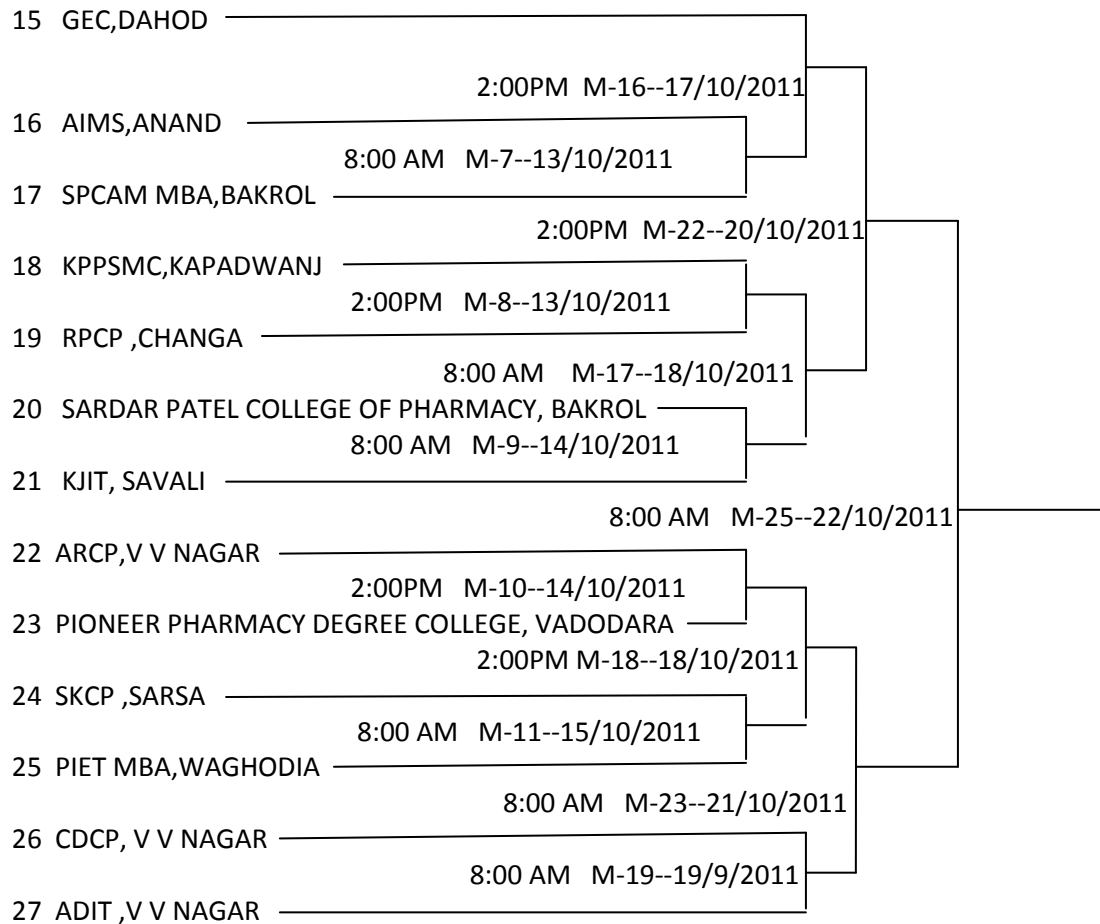 15 GEC,DAHOD
2:00PM M-16--17/10/2011
16 AIMS,ANAND
8:00 AM M-7--13/10/2011
17 SPCAM MBA,BAKROL
2:00PM M-22--20/10/2011
18 KPPSMC,KAPADWANJ
2:00PM M-8--13/10/2011
19 RPCP ,CHANGA
8:00 AM M-17--18/10/2011
20 SARDAR PATEL COLLEGE OF PHARMACY, BAKROL
8:00 AM M-9--14/10/2011
21 KJIT, SAVALI
8:00 AM M-25--22/10/2011
22 ARCP,V V NAGAR
2:00PM M-10--14/10/2011
23 PIONEER PHARMACY DEGREE COLLEGE, VADODARA
2:00PM M-18--18/10/2011
24 SKCP ,SARSA
8:00 AM M-11--15/10/2011
25 PIET MBA,WAGHODIA
8:00 AM M-23--21/10/2011
26 CDCP, V V NAGAR
8:00 AM M-19--19/9/2011
27 ADIT ,V V NAGAR